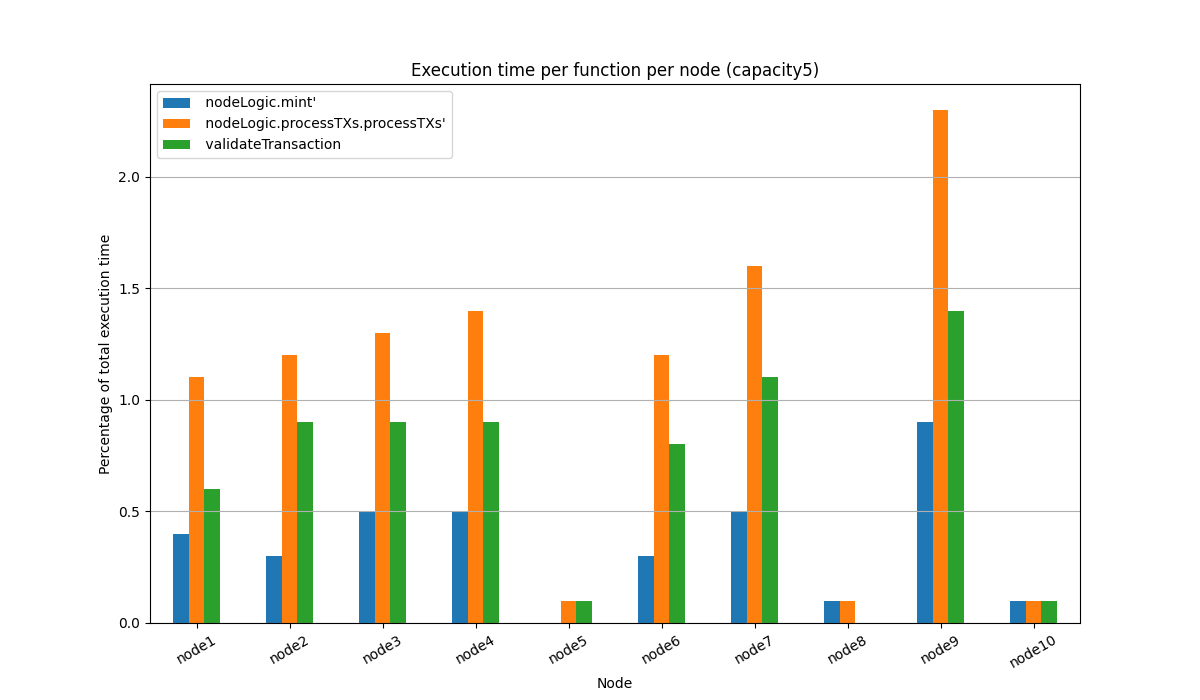 Execution time per function per node (capacity5)
nodeLogic.mint'
nodeLogic.processTXs.processTXs'
validateTransaction
Percentage of total execution time
2.0
1.5
1.0
0.5
0.0
node1 node2 node3 node4 node5 node6 node7 node8 node9 node10
Node